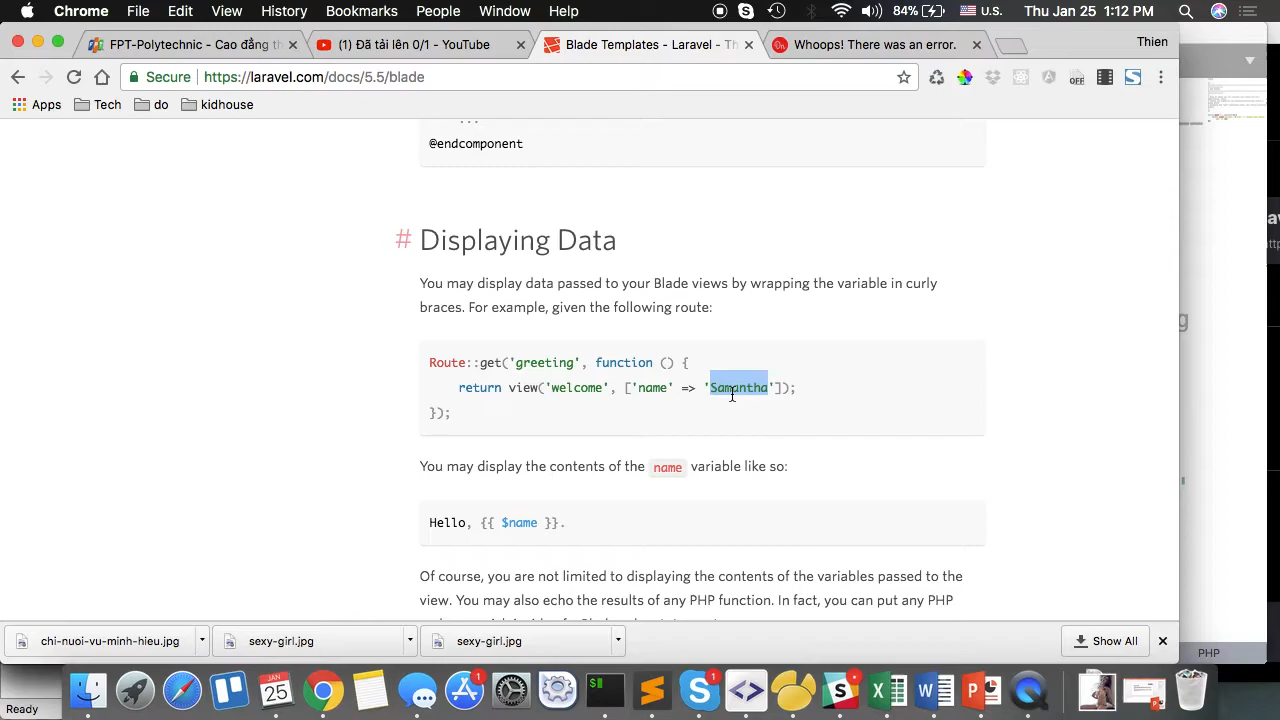 Chrome File Edit View History Bookmarks People Window Help 84% U.S. Thu Jan 25 1:12 PM
FPT-Polytechnic - Cao đẳng th
(1) Đã tải lên 0/1 - YouTube
Blade Templates - Laravel - Th
Whoops! There was an error.
Thien
Secure https://laravel.com/docs/5.5/blade
OFF
Apps Tech do kidhouse
...
@endcomponent
# Displaying Data
You may display data passed to your Blade views by wrapping the variable in curly
braces. For example, given the following route:
Route::get('greeting', function () {
return view('welcome', ['name' => 'Samantha']);
});
You may display the contents of the name variable like so:
Hello, {{ $name }}.
Of course, you are not limited to displaying the contents of the variables passed to the
view. You may also echo the results of any PHP function. In fact, you can put any PHP
chi-nuoi-vu-minh-hieu.jpg
sexy-girl.jpg
sexy-girl.jpg
Show All
PHP
JAN
25
1
1
Ready